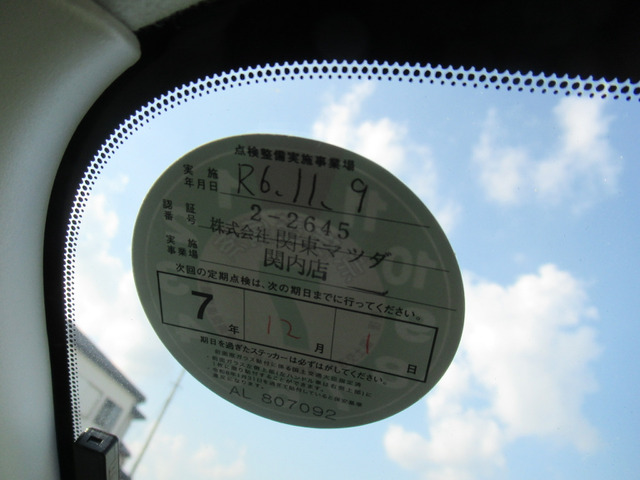 点検整備実施事業場
実施年月日 R6.11.9
認証番号 2-2645
実施事業場 株式会社 関東マツダ
関内店
次回の定期点検は、次の期日までに行ってください。
7年 12月 1日
期日を過ぎたステッカーは必ずはがしてください。
AL 807092